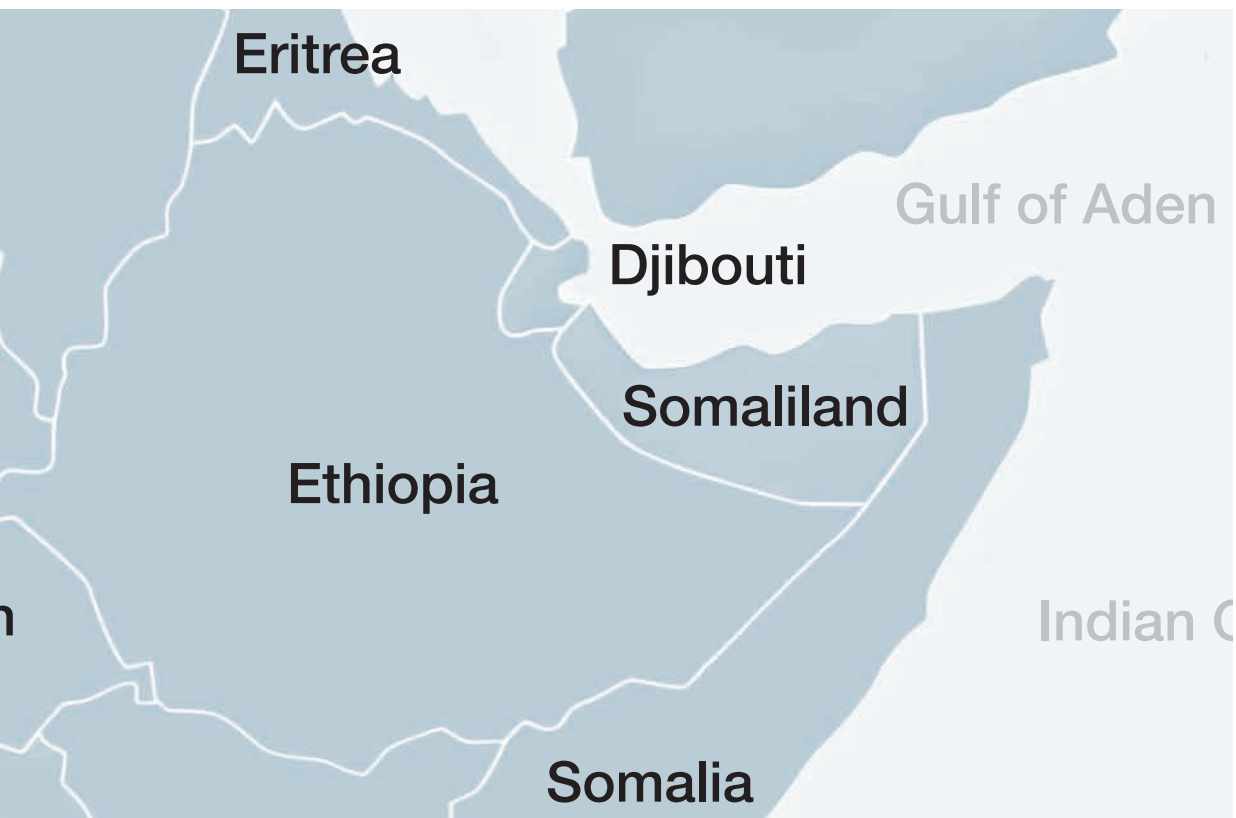 Eritrea
Gulf of Aden
Djibouti
Somaliland
Ethiopia
n
Indian
Somalia